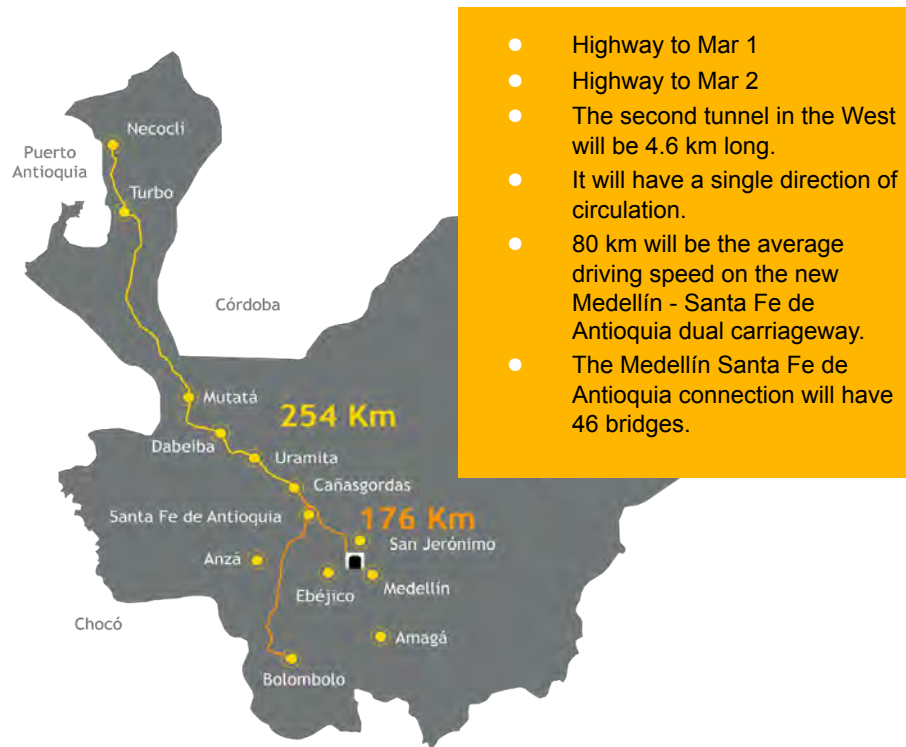 Highway to Mar 1
Highway to Mar 2
The second tunnel in the West
will be 4.6 km long.
It will have a single direction of
circulation.
80 km will be the average
driving speed on the new
Medellín - Santa Fe de
Antioquia dual carriageway.
The Medellín Santa Fe de
Antioquia connection will have
46 bridges.
Necocli
Puerto
Antioquia
Turbo
Córdoba
Mutatá
254 Km
Dabeiba
Uramita
Cañasgordas
Santa Fe de Antioquia
176 Km
San Jerónimo
Anzá
Ebéjico
Medellín
Chocó
Amagá
Bolombolo